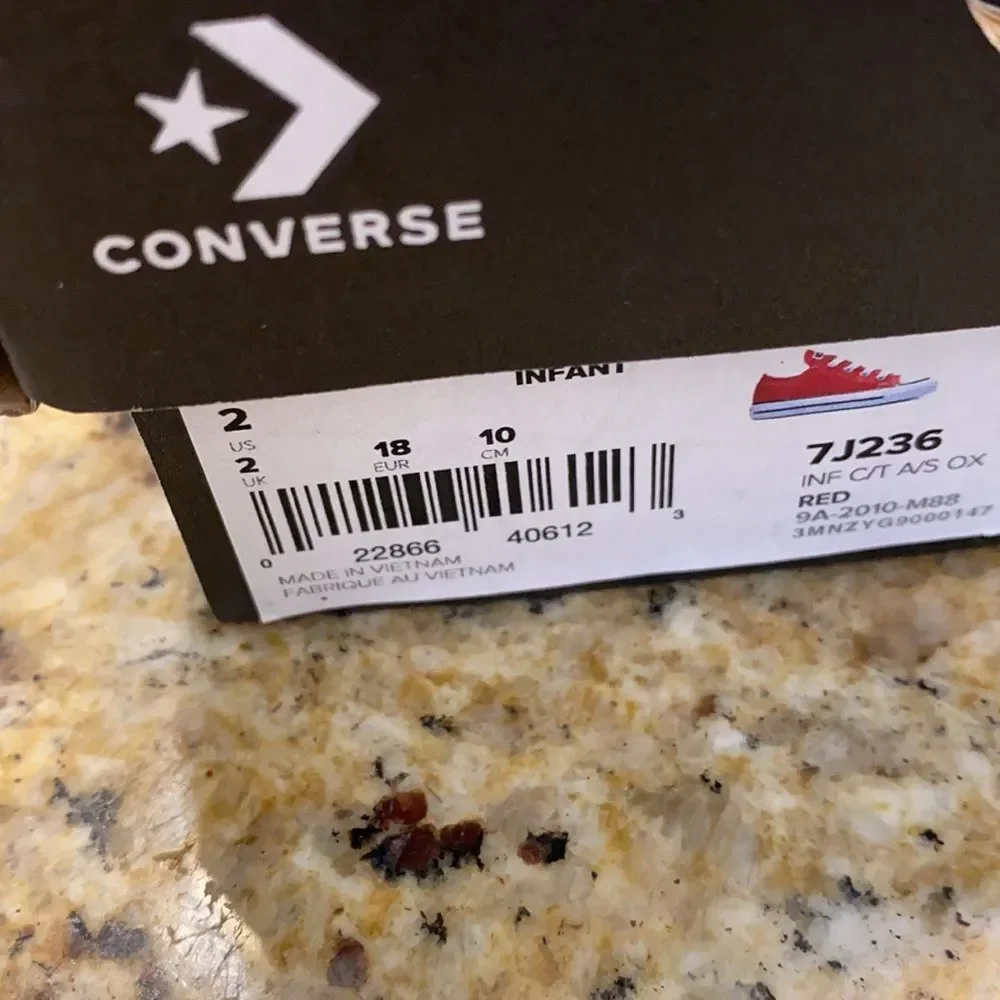 CONVERSE
INFANT
2
US
2
UK
18
EUR
10
CM
0 22866 40612 3
MADE IN VIETNAM
FABRIQUE AU VIETNAM
7J236
INF C/T A/S OX
RED
9A-2010-M88
3MNZYG9000147